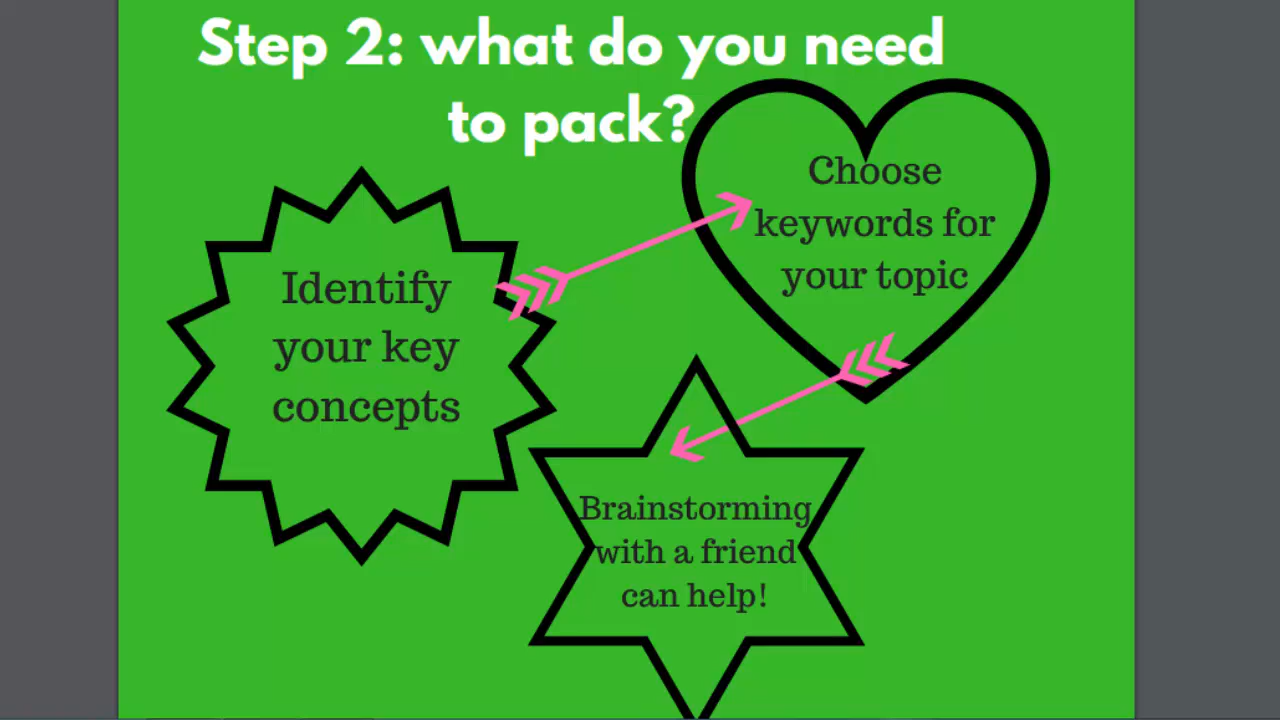 Step 2: what do you need
to pack?
Identify
your key
concepts
Choose
keywords for
your topic
Brainstorming
with a friend
can help!